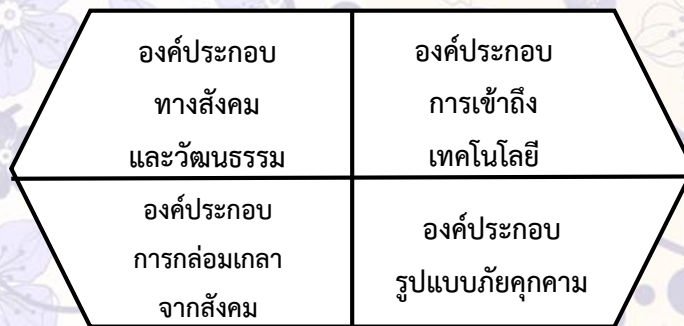 องค์ประกอบ
ทางสังคม
และวัฒนธรรม
องค์ประกอบ
การเข้าถึง
เทคโนโลยี
องค์ประกอบ
การกล่อมเกลา
จากสังคม
องค์ประกอบ
รูปแบบภัยคุกคาม